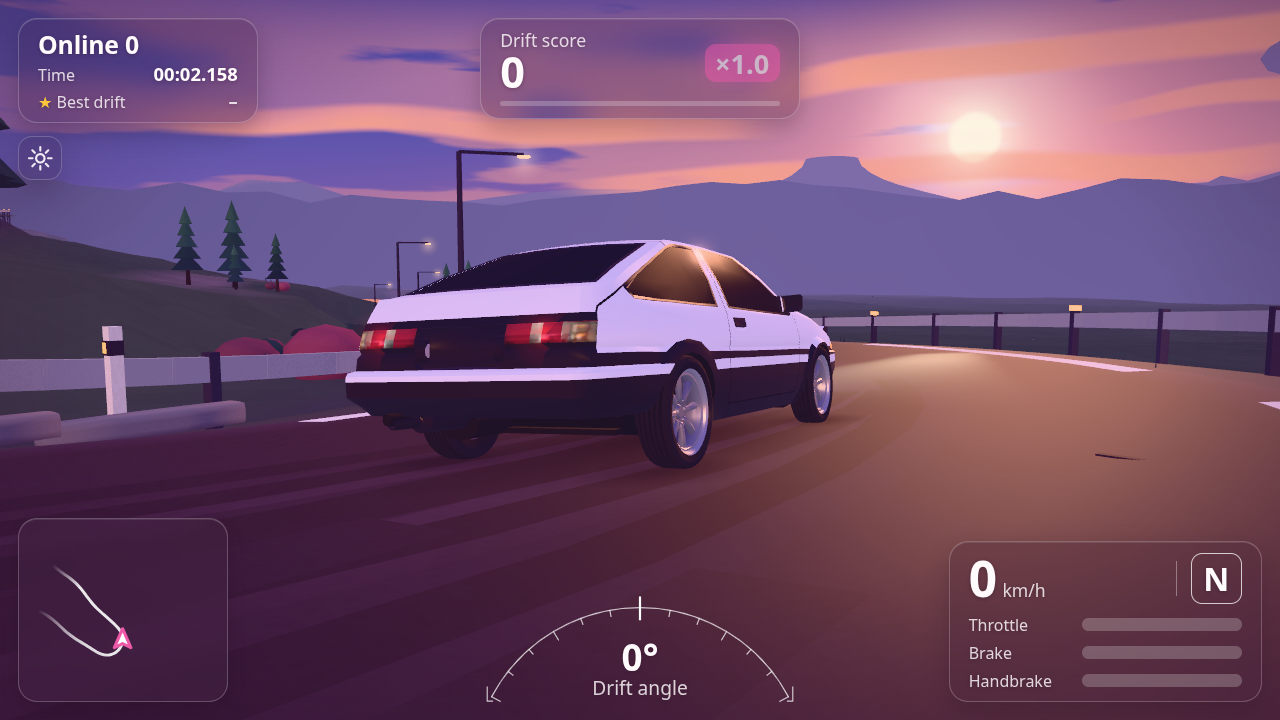 Online 0
Time 00:02.158
★ Best drift –
Drift score
0
×1.0
0 km/h
N
Throttle
Brake
Handbrake
0°
Drift angle